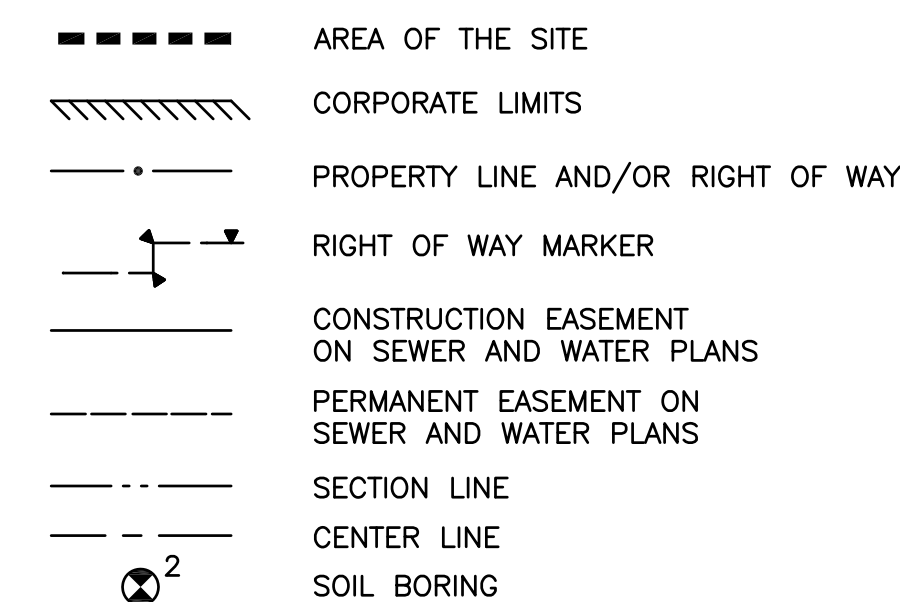 AREA OF THE SITE
CORPORATE LIMITS
PROPERTY LINE AND/OR RIGHT OF WAY
RIGHT OF WAY MARKER
CONSTRUCTION EASEMENT
ON SEWER AND WATER PLANS
PERMANENT EASEMENT ON
SEWER AND WATER PLANS
SECTION LINE
CENTER LINE
2
SOIL BORING